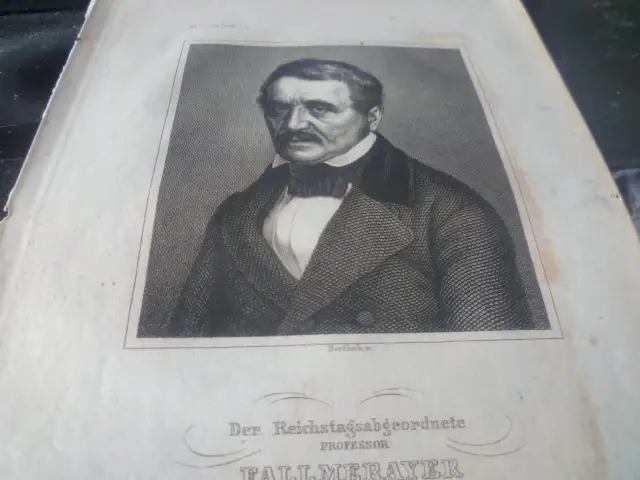 Der Reichstagsabgeordnete
PROFESSOR
FALLMERAYER